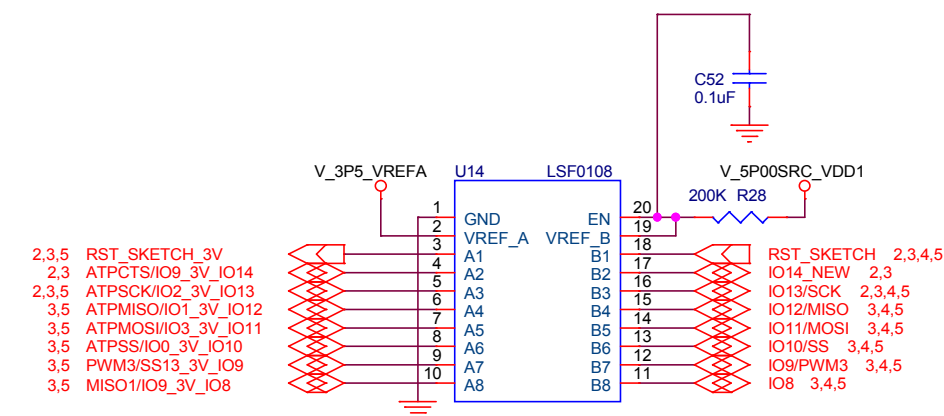 C52
0.1uF
V_3P5_VREFA
U14
LSF0108
V_5P00SRC_VDD1
200K R28
1 GND EN 20
2 VREF_A VREF_B 19
2,3,5 RST_SKETCH_3V 3 A1 B1 18 RST_SKETCH 2,3,4,5
2,3 ATPCTS/IO9_3V_IO14 4 A2 B2 17 IO14_NEW 2,3
2,3,5 ATPSCK/IO2_3V_IO13 5 A3 B3 16 IO13/SCK 2,3,4,5
3,5 ATPMISO/IO1_3V_IO12 6 A4 B4 15 IO12/MISO 3,4,5
3,5 ATPMOSI/IO3_3V_IO11 7 A5 B5 14 IO11/MOSI 3,4,5
3,5 ATPSS/IO0_3V_IO10 8 A6 B6 13 IO10/SS 3,4,5
3,5 PWM3/SS13_3V_IO9 9 A7 B7 12 IO9/PWM3 3,4,5
3,5 MISO1/IO9_3V_IO8 10 A8 B8 11 IO8 3,4,5